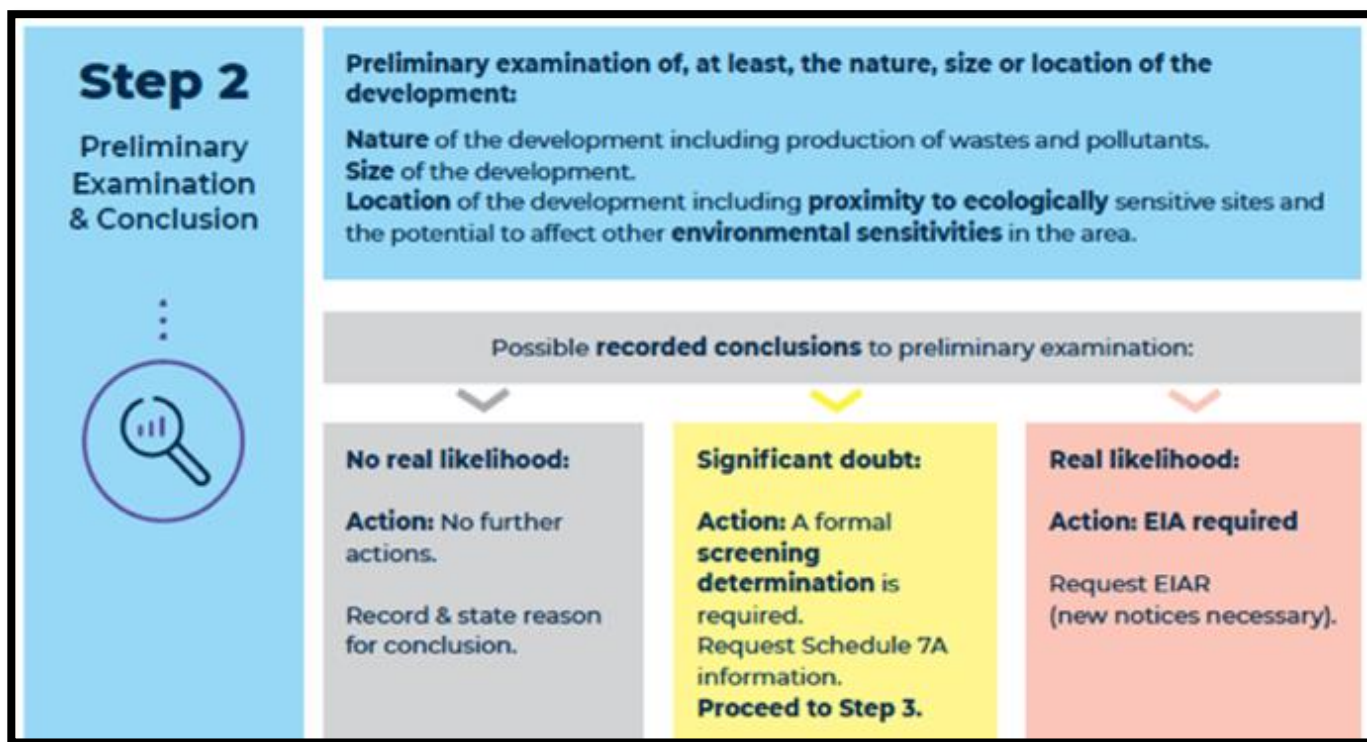 Step 2
Preliminary
Examination
& Conclusion
Preliminary examination of, at least, the nature, size or location of the
development:
Nature of the development including production of wastes and pollutants.
Size of the development.
Location of the development including proximity to ecologically sensitive sites and
the potential to affect other environmental sensitivities in the area.
Possible recorded conclusions to preliminary examination:
No real likelihood:
Action: No further
actions.
Record & state reason
for conclusion.
Significant doubt:
Action: A formal
screening
determination is
required.
Request Schedule 7A
information.
Proceed to Step 3.
Real likelihood:
Action: EIA required
Request EIAR
(new notices necessary).